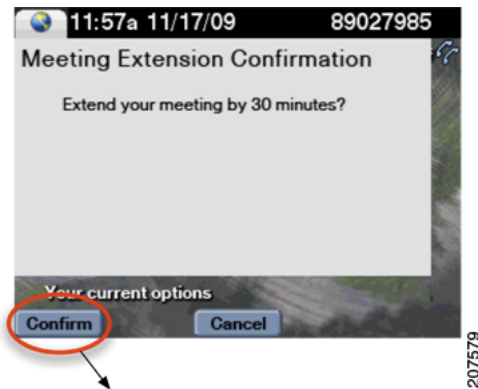 11:57a 11/17/09 89027985
Meeting Extension Confirmation
Extend your meeting by 30 minutes?
Your current options
Confirm Cancel
207579